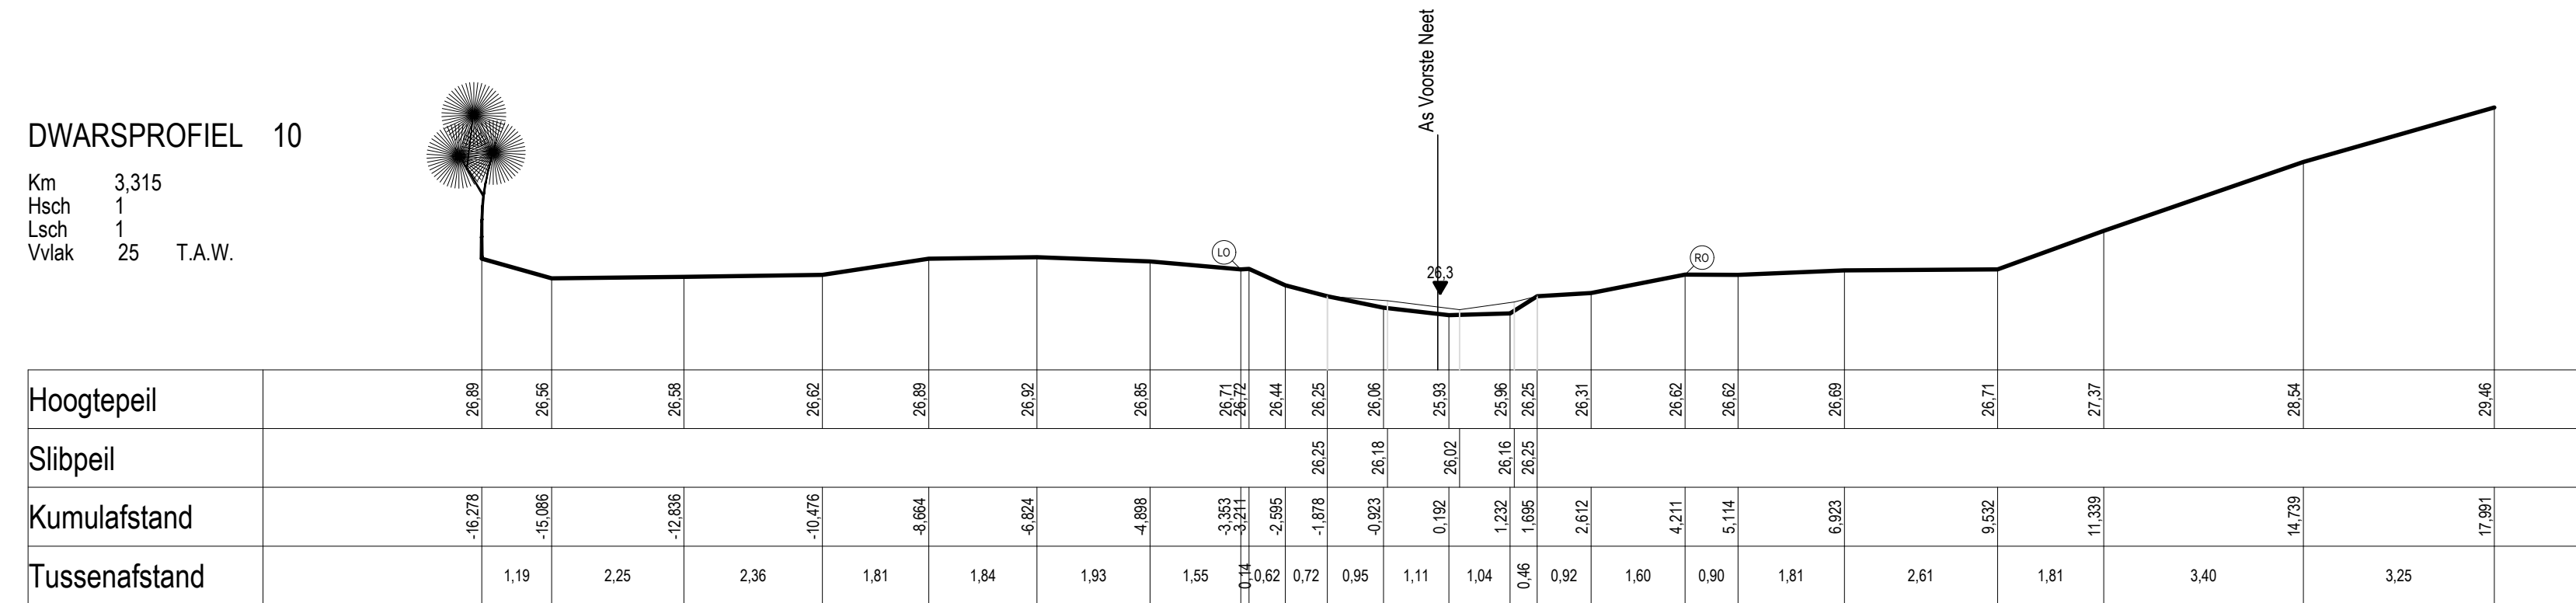 As Voorste Neet
DWARSPROFIEL 10
Km 3,315
Hsch 1
Lsch 1
Vvlak 25 T.A.W.
LO
26,3
RO
Hoogtepeil 26,89 26,56 26,58 26,62 26,89 26,92 26,85 26,71 26,72 26,44 26,25 26,06 25,93 25,96 26,25 26,31 26,62 26,62 26,69 26,71 27,37 28,54 29,46
Slibpeil 26,25 26,18 26,02 26,16 26,25
Kumulafstand -16,278 -15,086 -12,836 -10,476 -8,664 -6,824 -4,898 -3,353 -3,211 -2,595 -1,878 -0,923 0,192 1,232 1,695 2,612 4,211 5,114 6,923 9,532 11,339 14,739 17,991
Tussenafstand 1,19 2,25 2,36 1,81 1,84 1,93 1,55 0,14 0,62 0,72 0,95 1,11 1,04 0,46 0,92 1,60 0,90 1,81 2,61 1,81 3,40 3,25